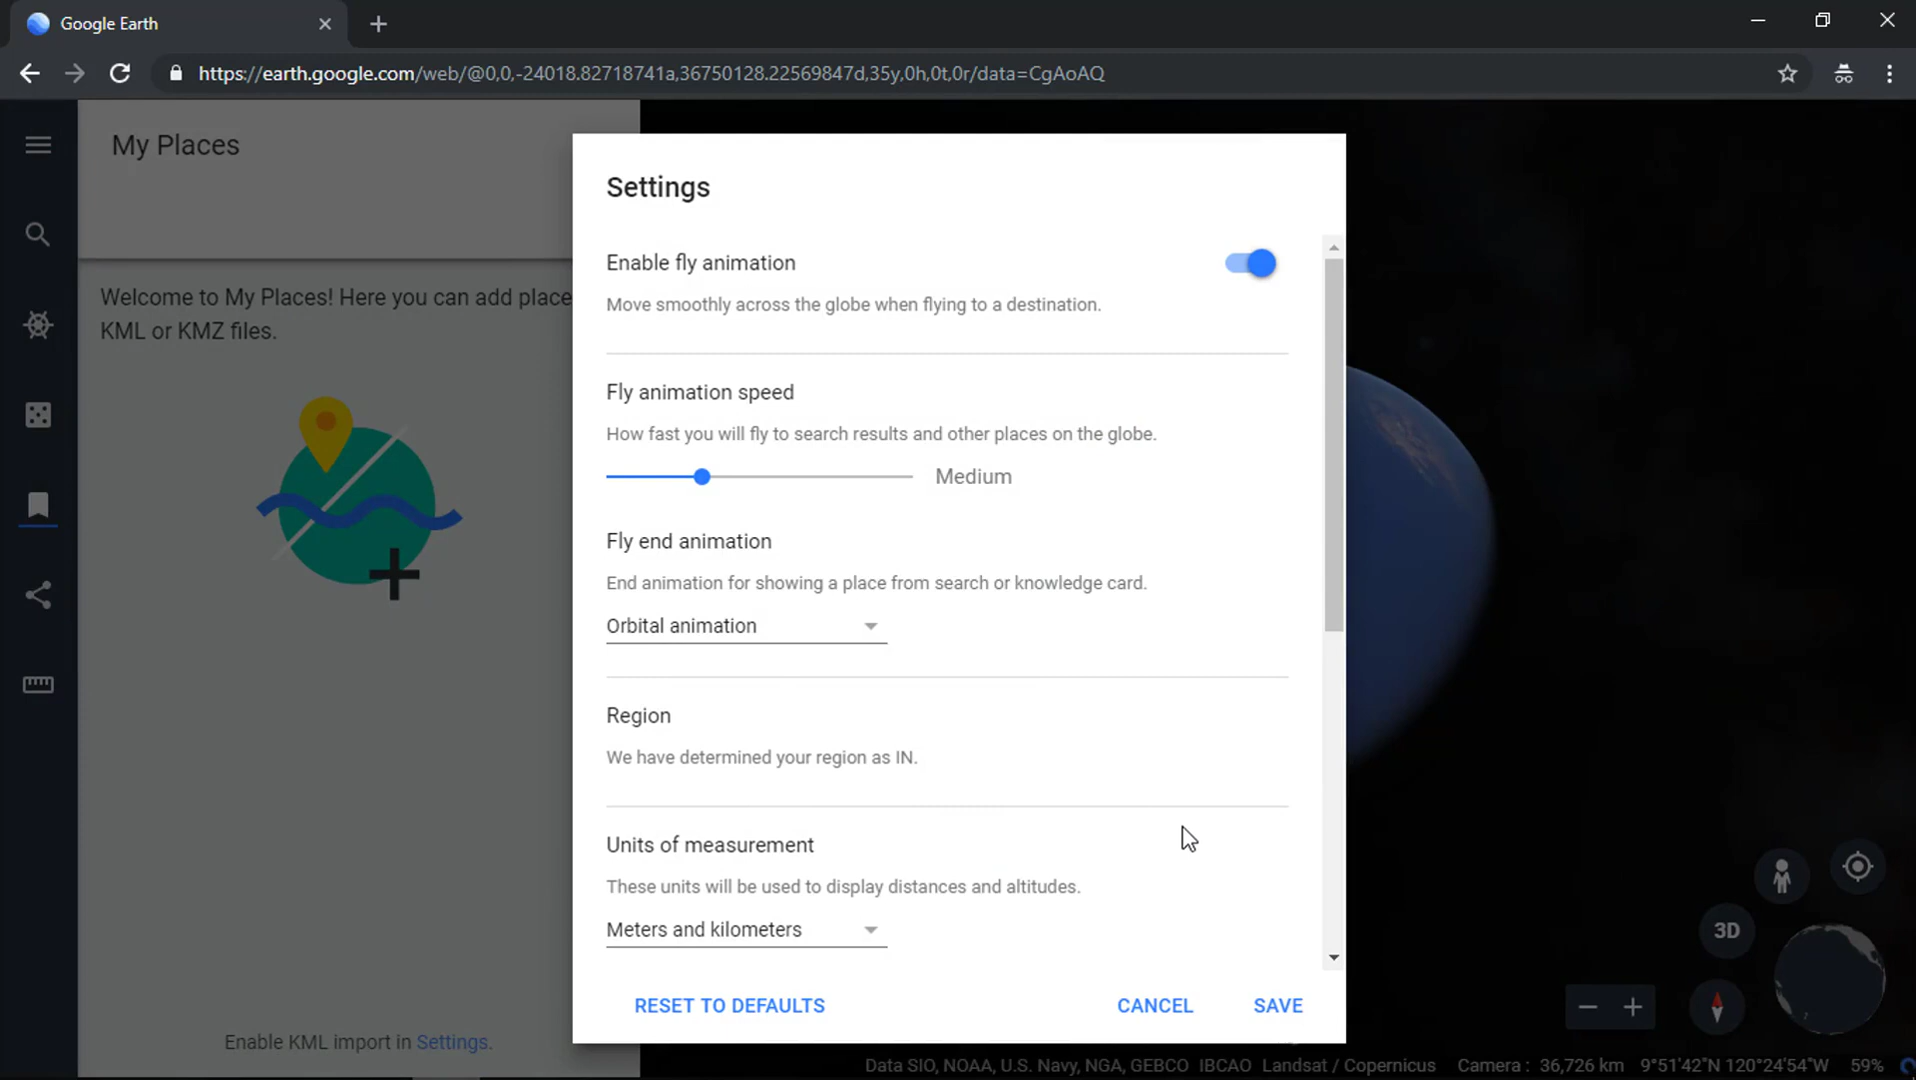 Google Earth
https://earth.google.com/web/@0,0,-24018.82718741a,36750128.22569847d,35y,0h,0t,0r/data=CgAoAQ
My Places
Welcome to My Places! Here you can add place
KML or KMZ files.
Enable KML import in Settings.
Settings
Enable fly animation
Move smoothly across the globe when flying to a destination.
Fly animation speed
How fast you will fly to search results and other places on the globe.
Medium
Fly end animation
End animation for showing a place from search or knowledge card.
Orbital animation
Region
We have determined your region as IN.
Units of measurement
These units will be used to display distances and altitudes.
Meters and kilometers
RESET TO DEFAULTS
CANCEL
SAVE
3D
Data SIO, NOAA, U.S. Navy, NGA, GEBCO IBCAO Landsat / Copernicus Camera: 36,726 km 9°51'42"N 120°24'54"W 59%